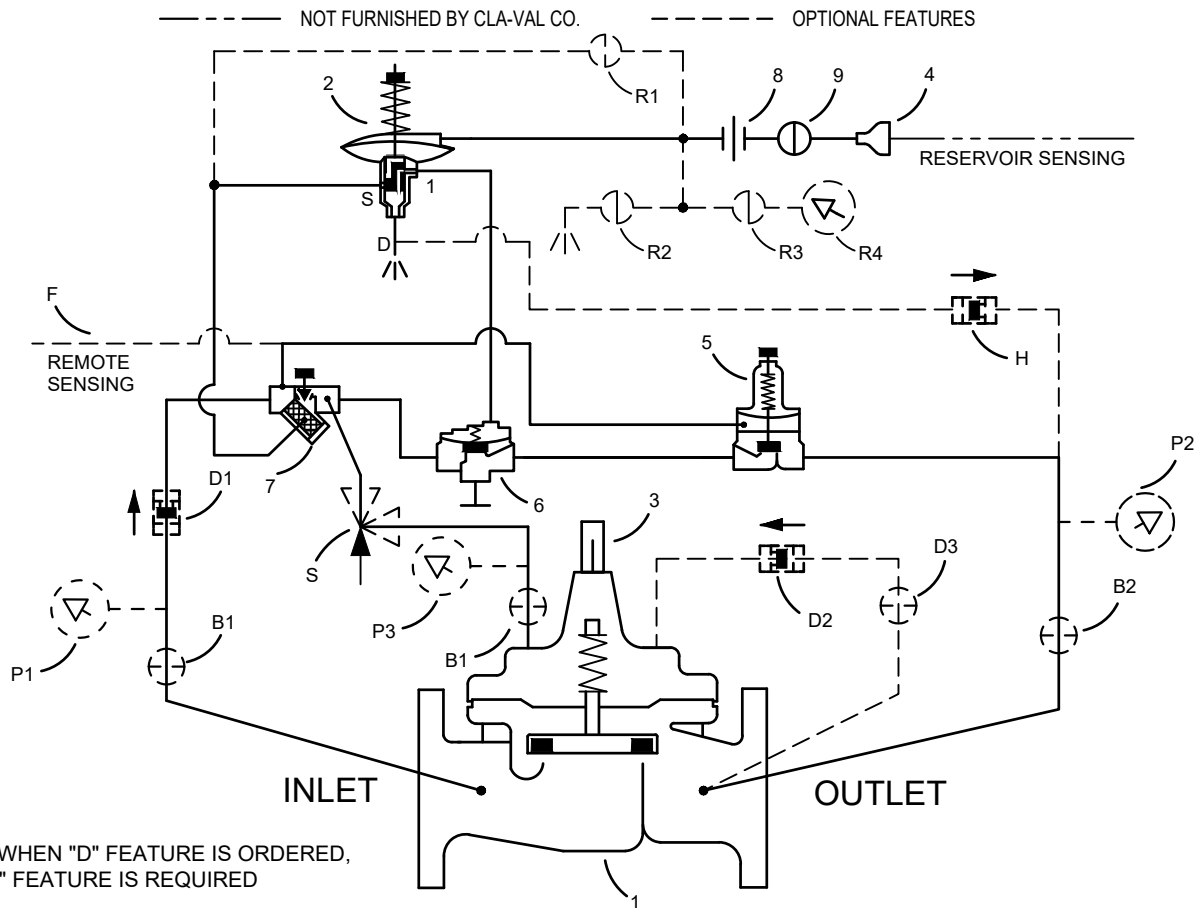 NOT FURNISHED BY CLA-VAL CO.
OPTIONAL FEATURES
2
R1
8
9
4
RESERVOIR SENSING
1
S
D
R2
R3
R4
F
REMOTE
SENSING
H
5
P2
D1
7
6
3
S
D3
B2
P3
D2
B1
P1
B1
INLET
OUTLET
WHEN "D" FEATURE IS ORDERED,
" FEATURE IS REQUIRED
1